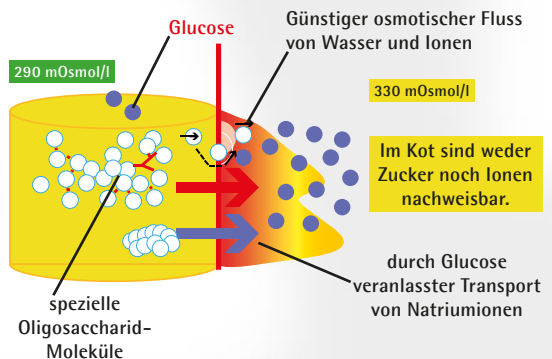 Glucose
Günstiger osmotischer Fluss
von Wasser und Ionen
290 mOsmol/l
330 mOsmol/l
Im Kot sind weder
Zucker noch Ionen
nachweisbar.
durch Glucose
veranlasster Transport
von Natriumionen
spezielle
Oligosaccharid-
Moleküle